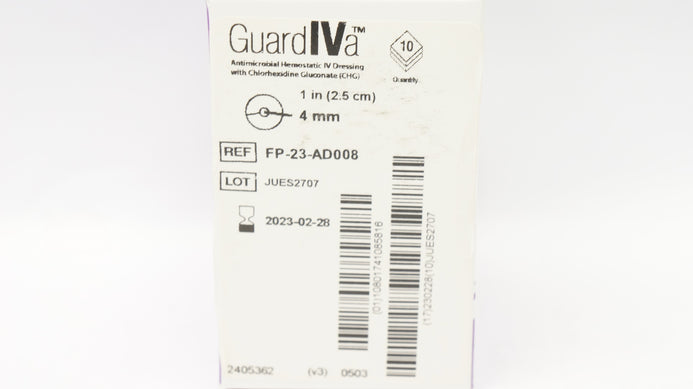 GuardIVa™
10
Antimicrobial Hemostatic IV Dressing
with Chlorhexidine Gluconate (CHG)
Quantity
1 in (2.5 cm)
4 mm
REF FP-23-AD008
LOT JUES2707
2023-02-28
(01)10801741085816
(17)230228(10)JUES2707
2405362 (v3) 0503